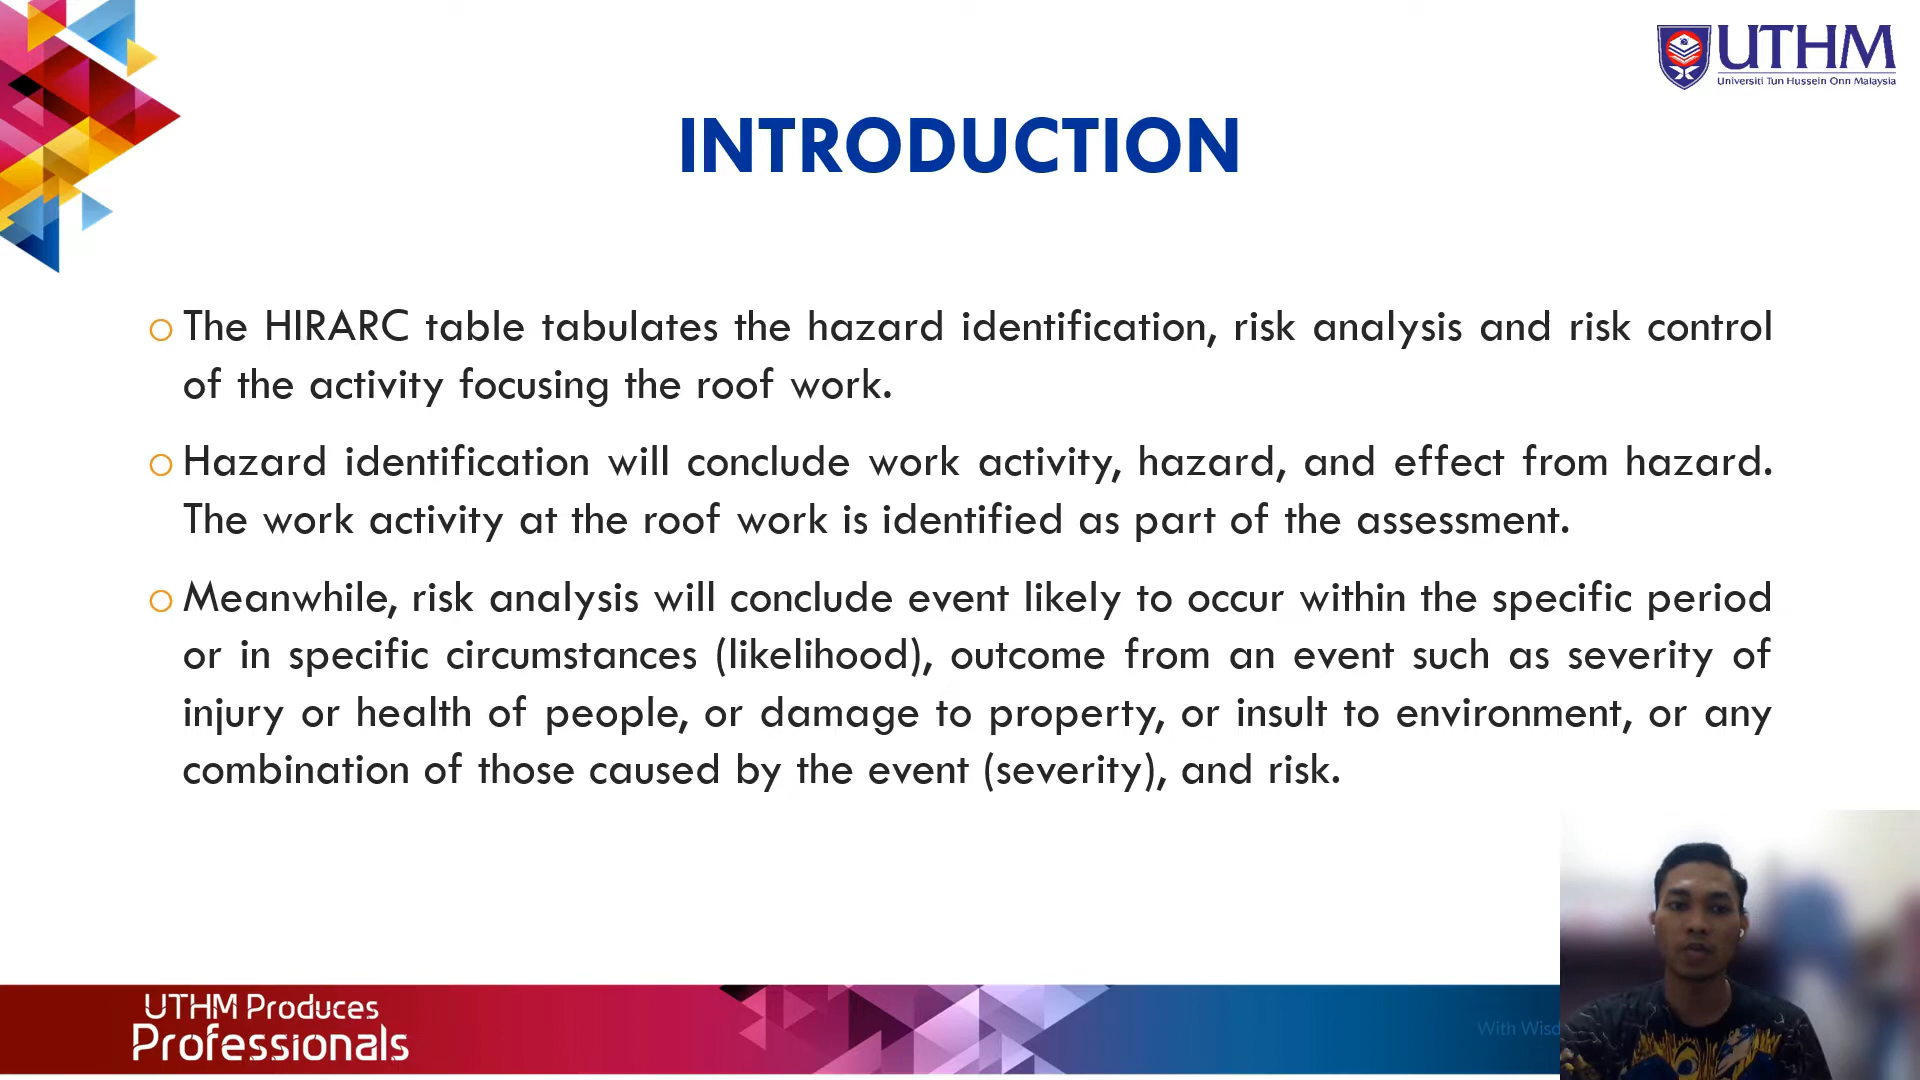 UTHM
Universiti Tun Hussein Onn Malaysia
INTRODUCTION
The HIRARC table tabulates the hazard identification, risk analysis and risk control
of the activity focusing the roof work.
Hazard identification will conclude work activity, hazard, and effect from hazard.
The work activity at the roof work is identified as part of the assessment.
Meanwhile, risk analysis will conclude event likely to occur within the specific period
or in specific circumstances (likelihood), outcome from an event such as severity of
injury or health of people, or damage to property, or insult to environment, or any
combination of those caused by the event (severity), and risk.
UTHM Produces
Professionals
With